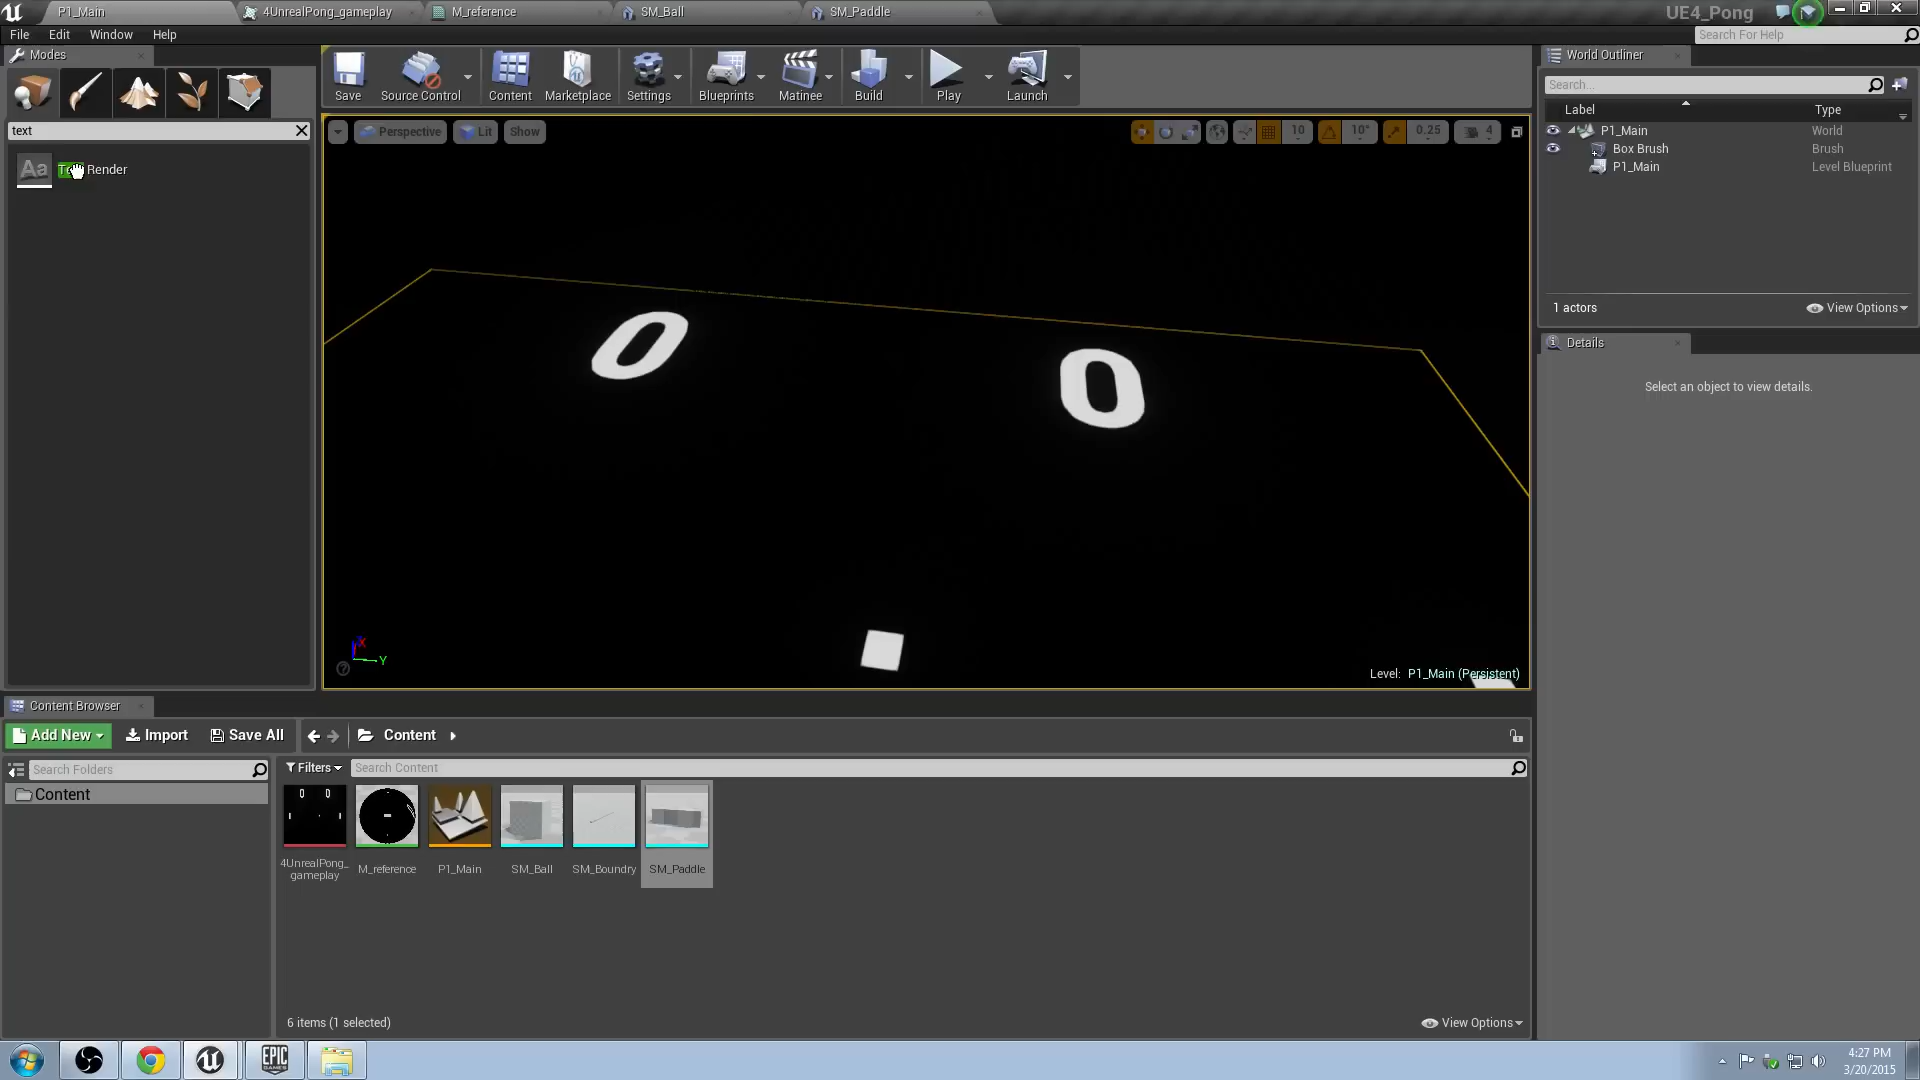 P1_Main
4UnrealPong_gameplay
M_reference
SM_Ball
SM_Paddle
UE4_Pong
File Edit Window Help
Search For Help
Modes
text
Render
Save
Source Control
Content
Marketplace
Settings
Blueprints
Matinee
Build
Play
Launch
Perspective
Lit
Show
10
10°
0.25
4
0
0
X
Y
Level: P1_Main (Persistent)
World Outliner
Search...
Label Type
P1_Main World
Box Brush Brush
P1_Main Level Blueprint
1 actors
View Options
Details
Select an object to view details.
Content Browser
Add New
Import
Save All
Content
Search Folders
Content
Filters
Search Content
4UnrealPong_
gameplay
M_reference
P1_Main
SM_Ball
SM_Boundry
SM_Paddle
6 items (1 selected)
View Options
EPIC
GAMES
4:27 PM
3/20/2015